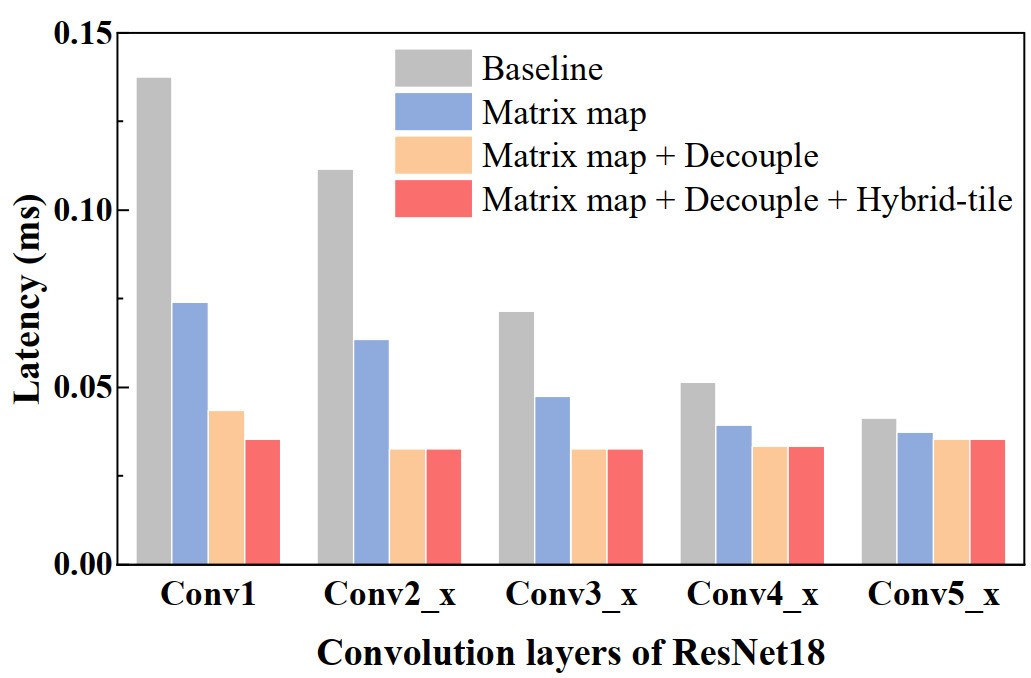 0.15
0.10
0.05
0.00
Latency (ms)
Baseline
Matrix map
Matrix map + Decouple
Matrix map + Decouple + Hybrid-tile
Conv1 Conv2_x Conv3_x Conv4_x Conv5_x
Convolution layers of ResNet18